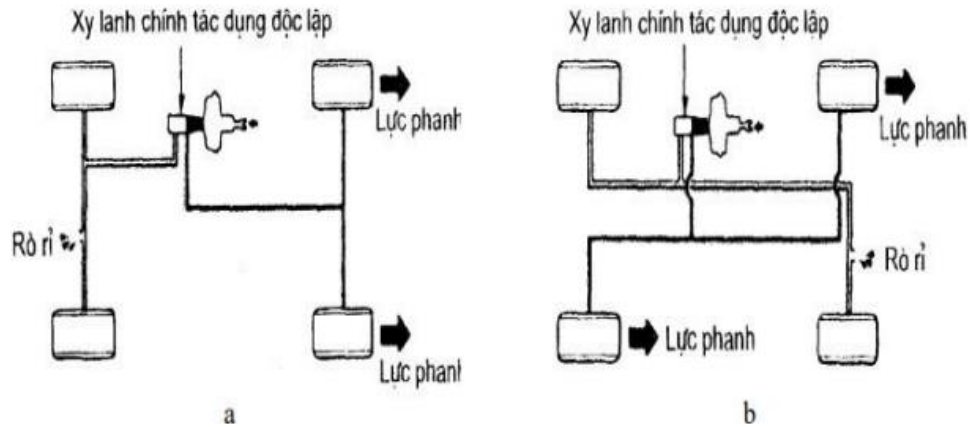 Xy lanh chính tác dụng độc lập
Lực phanh
Rò rỉ
Lực phanh
a
Xy lanh chính tác dụng độc lập
Lực phanh
Rò rỉ
Lực phanh
b